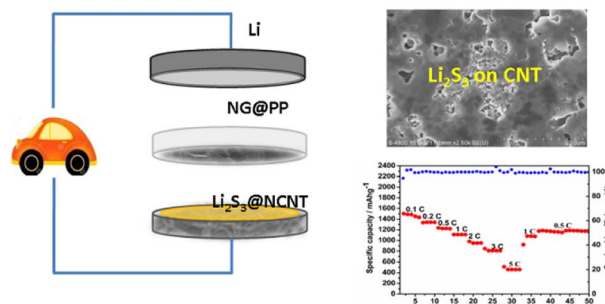 Li
NG@PP
Li₂S₃@NCNT
Li₂S₃ on CNT
Specific capacity / mAhg⁻¹
2400
2200
2000
1800
1600
1400
1200
1000
800
600
400
200
0
0.1 C
0.2 C
0.5 C
1 C
2 C
3 C
5 C
1 C
0.5 C
100
80
60
40
20
0
5 10 15 20 25 30 35 40 45 50